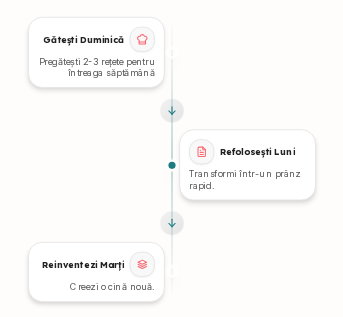 Gătești Duminică
Pregătești 2-3 rețete pentru
întreaga săptămână
Refolosești Luni
Transformi într-un prânz
rapid.
Reinventezi Marți
Creezi o cină nouă.